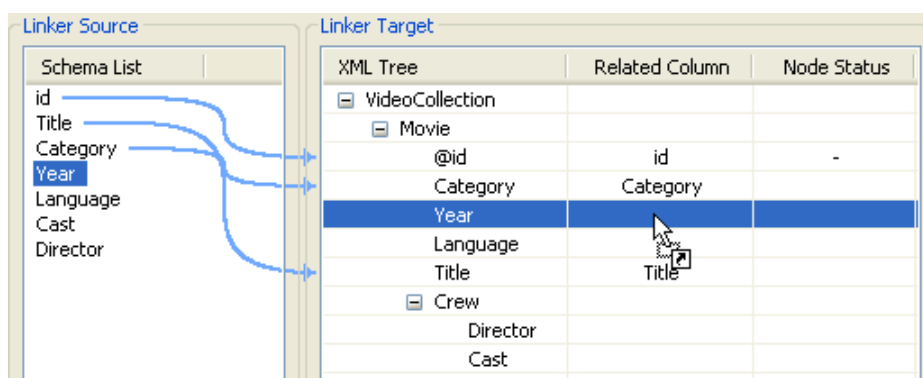 Linker Source
Schema List
id
Title
Category
Year
Language
Cast
Director
Linker Target
XML Tree Related Column Node Status
VideoCollection
Movie
@id id -
Category Category
Year
Language
Title Title
Crew
Director
Cast